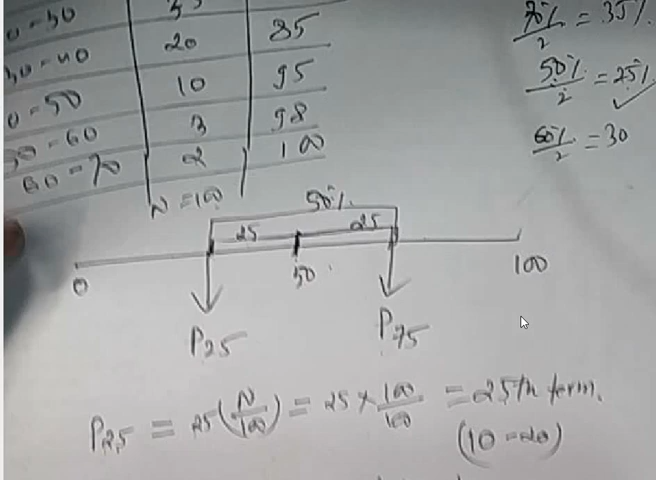 35
0-30
20 85
30-40
10 95
0-50
3 98
50-60
2 100
60-70
N=100
70%/2 = 35%
50%/2 = 25%
60%/2 = 30
50%
25 25
0 50 100
P25 P75
P25 = 25(N/100) = 25 × 100/100 = 25th term.
(10-20)